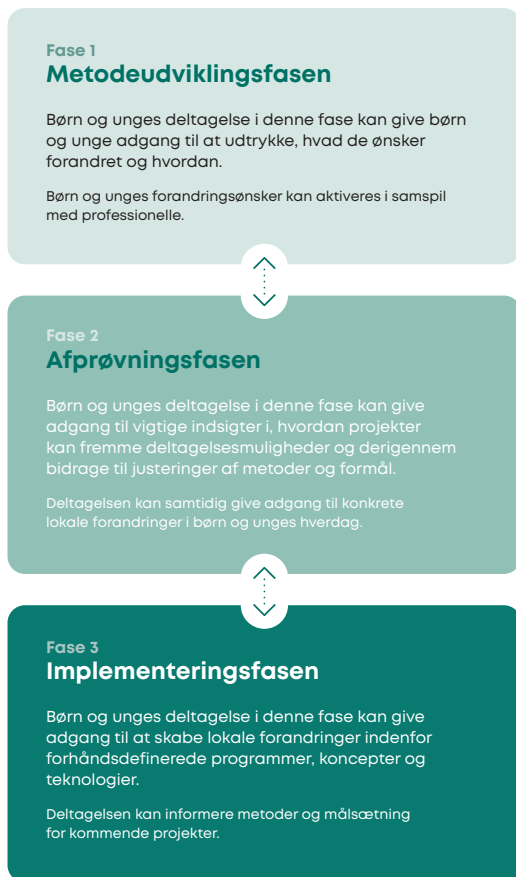 Fase 1
Metodeudviklingsfasen
Børn og unges deltagelse i denne fase kan give børn
og unge adgang til at udtrykke, hvad de ønsker
forandret og hvordan.
Børn og unges forandringsønsker kan aktiveres i samspil
med professionelle.
Fase 2
Afprøvningsfasen
Børn og unges deltagelse i denne fase kan give
adgang til vigtige indsigter i, hvordan projekter
kan fremme deltagelsesmuligheder og derigennem
bidrage til justeringer af metoder og formål.
Deltagelsen kan samtidig give adgang til konkrete
lokale forandringer i børn og unges hverdag.
Fase 3
Implementeringsfasen
Børn og unges deltagelse i denne fase kan give
adgang til at skabe lokale forandringer indenfor
forhåndsdefinerede programmer, koncepter og
teknologier.
Deltagelsen kan informere metoder og målsætning
for kommende projekter.